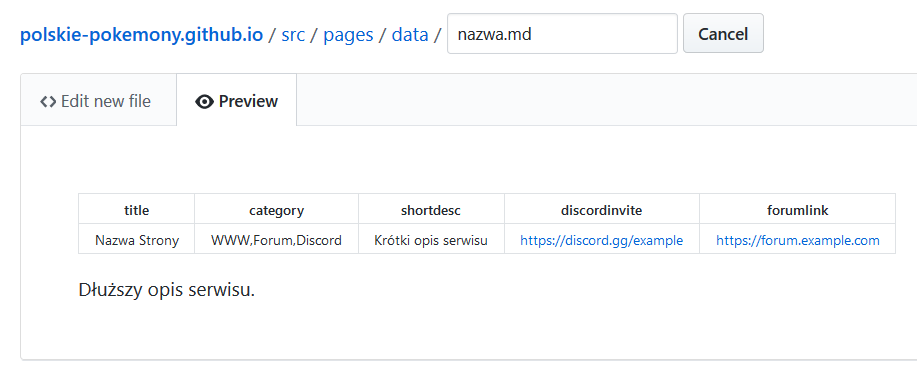 polskie-pokemony.github.io / src / pages / data / nazwa.md Cancel
<> Edit new file Preview
title category shortdesc discordinvite forumlink
Nazwa Strony WWW,Forum,Discord Krótki opis serwisu https://discord.gg/example https://forum.example.com
Dłuższy opis serwisu.